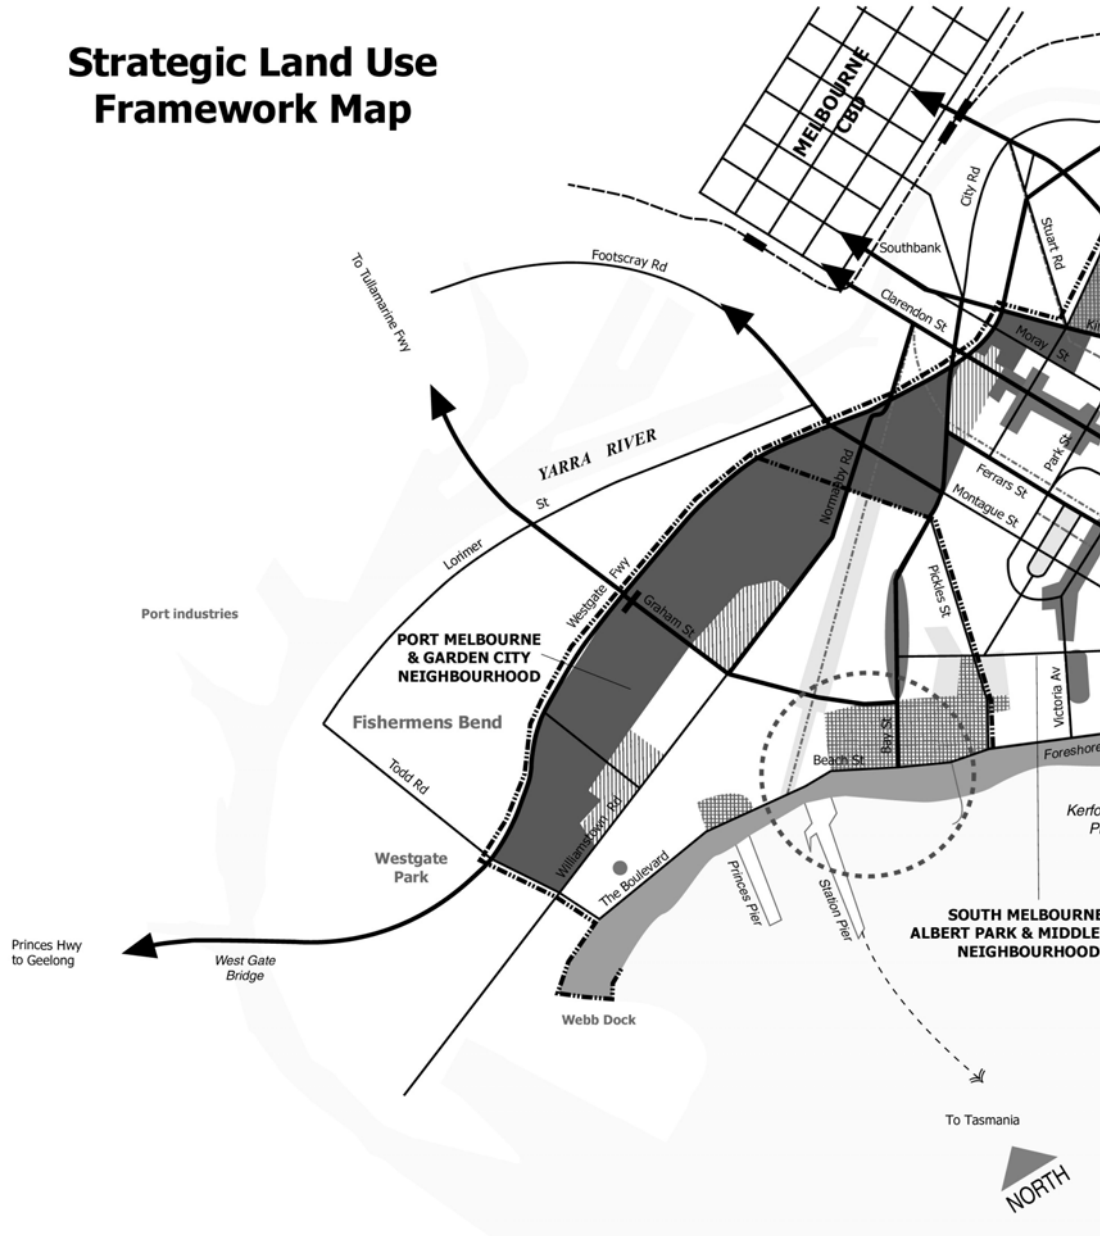 Strategic Land Use
Framework Map
MELBOURNE
CBD
City Rd
Stuart Rd
Southbank
Footscray Rd
To Tullamarine Fwy
Clarendon St
Moray St
YARRA RIVER
Park St
Ferrars St
Montague St
Normanby Rd
St
Lorimer
Westgate Fwy
Graham St
Pickles St
Port industries
PORT MELBOURNE
& GARDEN CITY
NEIGHBOURHOOD
Fishermens Bend
Victoria Av
Bay St
Beach St
Foreshore
Todd Rd
Williamstown Rd
Westgate
Park
The Boulevard
Princes Pier
Station Pier
Princes Hwy
to Geelong
West Gate
Bridge
SOUTH MELBOURNE
ALBERT PARK & MIDDLE
NEIGHBOURHOOD
Webb Dock
To Tasmania
NORTH